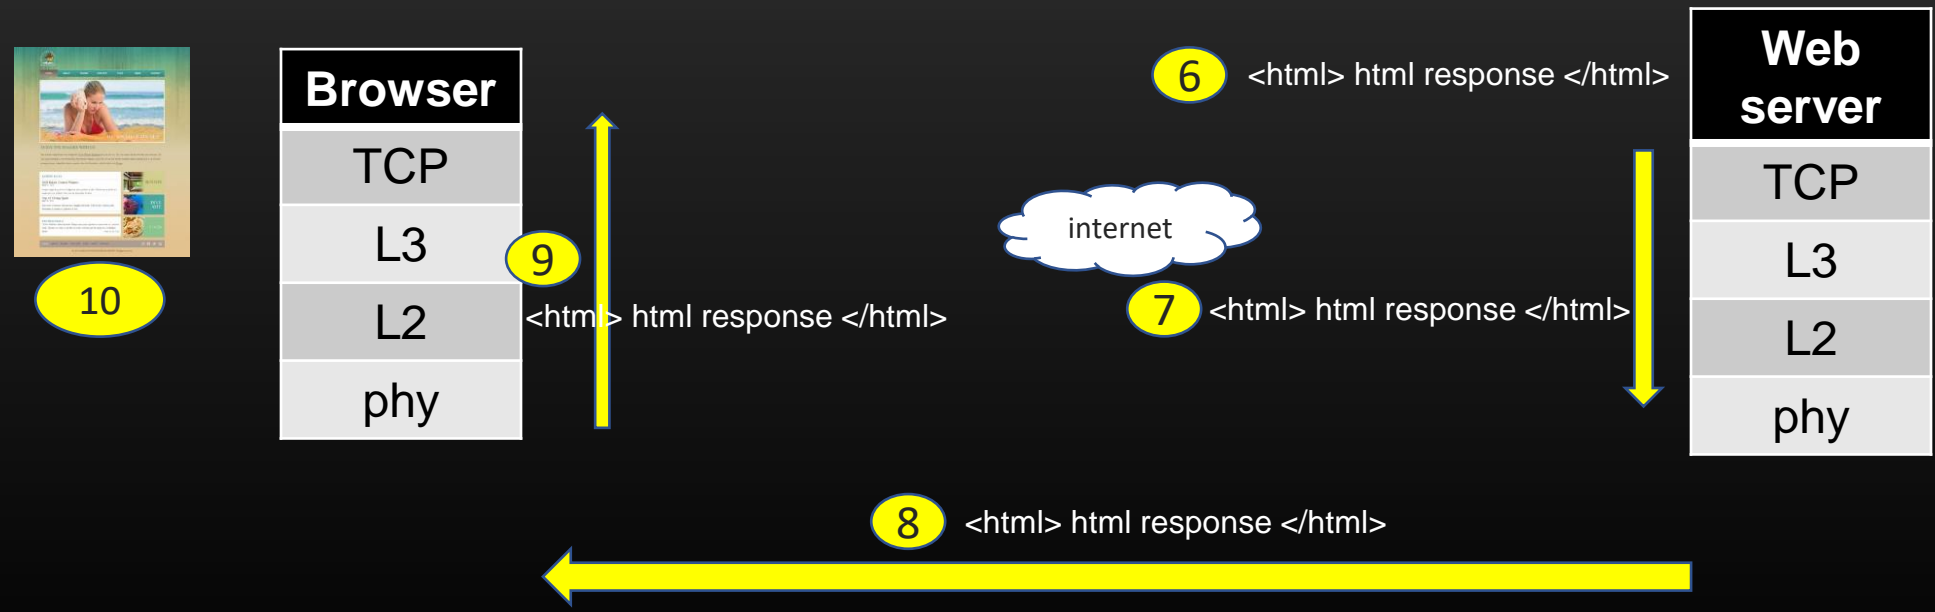 Browser
TCP
L3
L2
phy
10
9
<html> html response </html>
internet
6
<html> html response </html>
7
<html> html response </html>
8
<html> html response </html>
Web
server
TCP
L3
L2
phy